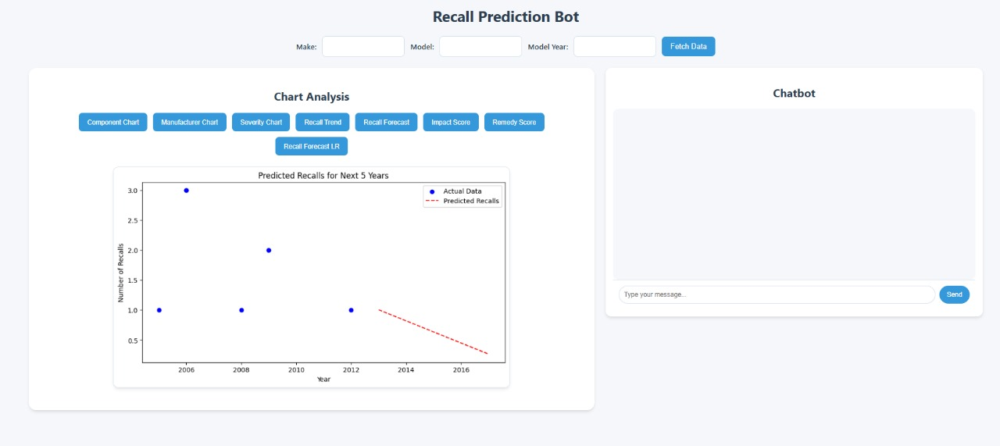 Recall Prediction Bot
Make: Model: Model Year: Fetch Data
Chart Analysis
Component Chart Manufacturer Chart Severity Chart Recall Trend Recall Forecast Impact Score Remedy Score
Recall Forecast LR
Predicted Recalls for Next 5 Years
Actual Data
Predicted Recalls
Number of Recalls
3.0
2.5
2.0
1.5
1.0
0.5
2006 2008 2010 2012 2014 2016
Year
Chatbot
Type your message...
Send